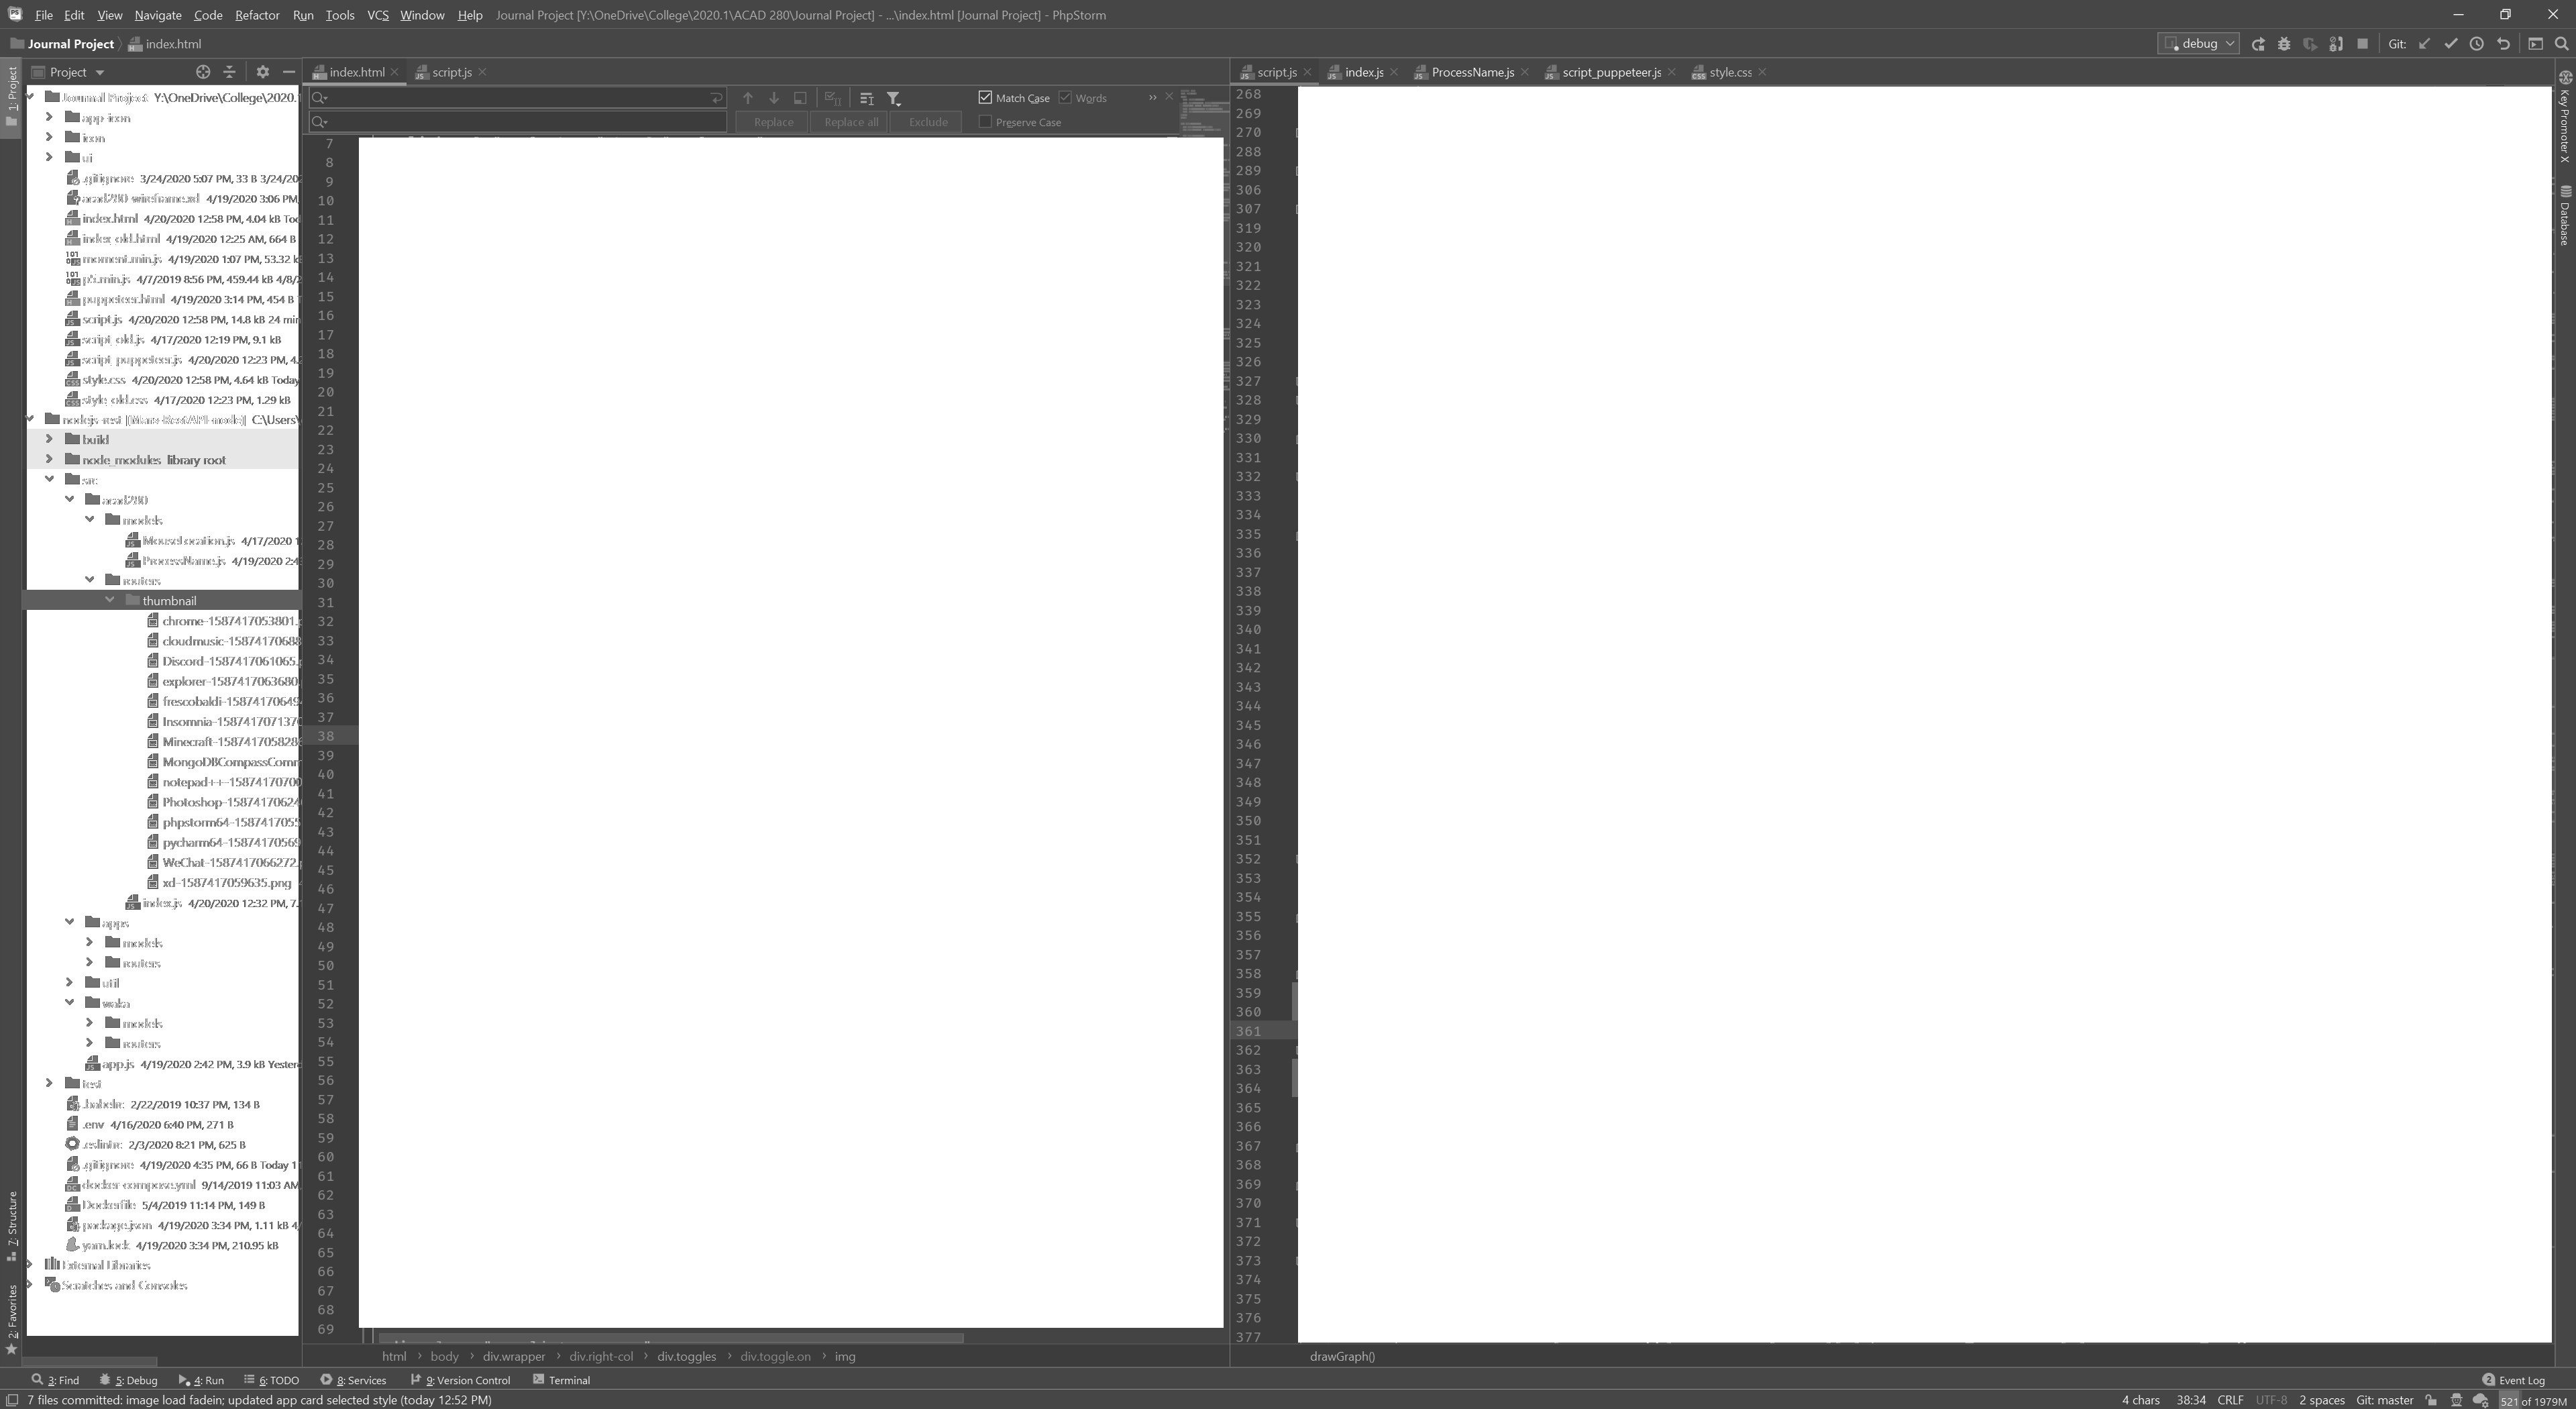 File Edit View Navigate Code Refactor Run Tools VCS Window Help Journal Project [Y:\OneDrive\College\2020.1\ACAD 280\Journal Project] - ...\index.html [Journal Project] - PhpStorm
Journal Project index.html debug Git:
Project index.html script.js script.js index.js ProcessName.js script_puppeteer.js style.css
1: Project
7: Structure
2: Favorites
Key Promoter X
Database
Match Case Words
Replace Replace all Exclude Preserve Case
Journal Project Y:\OneDrive\College\2020.1
app-icon
icon
ui
.gitignore 3/24/2020 5:07 PM, 33 B 3/24/20
acad280-wireframe.xd 4/19/2020 3:06 PM,
index.html 4/20/2020 12:58 PM, 4.04 kB
index_old.html 4/19/2020 12:25 AM, 664 B
moment.min.js 4/19/2020 1:07 PM, 53.32
p5.min.js 4/7/2019 8:56 PM, 459.44 kB 4/8/
puppeteer.html 4/19/2020 3:14 PM, 454 B
script.js 4/20/2020 12:58 PM, 14.8 kB 24
script_old.js 4/17/2020 12:19 PM, 9.1 kB
script_puppeteer.js 4/20/2020 12:23 PM, 4.
style.css 4/20/2020 12:58 PM, 4.64 kB Today
style_old.css 4/17/2020 12:23 PM, 1.29 kB
nodejs-rest C:\Users\
build
node_modules library root
src
acad280
models
MouseLocation.js 4/17/2020
ProcessName.js 4/19/2020
routers
thumbnail
chrome-1587417053801.
cloudmusic-158741706
Discord-1587417061065.
explorer-1587417063680
frescobaldi-15874170649
Insomnia-158741707137
Minecraft-158741705828
MongoDBCompassComm
notepad++-15874170700
Photoshop-1587417062
phpstorm64-1587417055
pycharm64-15874170569
WeChat-1587417066272.
xd-1587417059635.png
index.js 4/20/2020 12:32 PM, 7.
apps
models
routers
util
waka
models
routers
app.js 4/19/2020 2:42 PM, 3.9 kB
test
.babelrc 2/22/2019 10:37 PM, 134 B
.env 4/16/2020 6:40 PM, 271 B
.eslintrc 2/3/2020 8:21 PM, 625 B
.gitignore 4/19/2020 4:35 PM, 66 B Today
docker-compose.yml 9/14/2019 11:03 AM,
Dockerfile 5/4/2019 11:14 PM, 149 B
package.json 4/19/2020 3:34 PM, 1.11 kB
yarn.lock 4/19/2020 3:34 PM, 210.95 kB
External Libraries
Scratches and Consoles
7
8
9
10
11
12
13
14
15
16
17
18
19
20
21
22
23
24
25
26
27
28
29
30
31
32
33
34
35
36
37
38
39
40
41
42
43
44
45
46
47
48
49
50
51
52
53
54
55
56
57
58
59
60
61
62
63
64
65
66
67
68
69
268
269
270
288
289
306
307
319
320
321
322
323
324
325
326
327
328
329
330
331
332
333
334
335
336
337
338
339
340
341
342
343
344
345
346
347
348
349
350
351
352
353
354
355
356
357
358
359
360
361
362
363
364
365
366
367
368
369
370
371
372
373
374
375
376
377
html body div.wrapper div.right-col div.toggles div.toggle.on img drawGraph()
3: Find 5: Debug 4: Run 6: TODO 8: Services 9: Version Control Terminal 2 Event Log
7 files committed: image load fadein; updated app card selected style (today 12:52 PM) 4 chars 38:34 CRLF UTF-8 2 spaces Git: master 521 of 1979M